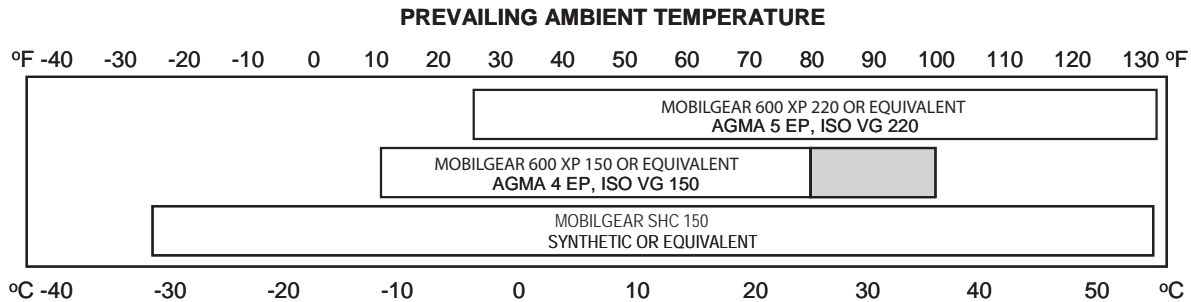 PREVAILING AMBIENT TEMPERATURE
ºF -40 -30 -20 -10 0 10 20 30 40 50 60 70 80 90 100 110 120 130 ºF
MOBILGEAR 600 XP 220 OR EQUIVALENT
AGMA 5 EP, ISO VG 220
MOBILGEAR 600 XP 150 OR EQUIVALENT
AGMA 4 EP, ISO VG 150
MOBILGEAR SHC 150
SYNTHETIC OR EQUIVALENT
ºC -40 -30 -20 -10 0 10 20 30 40 50 ºC